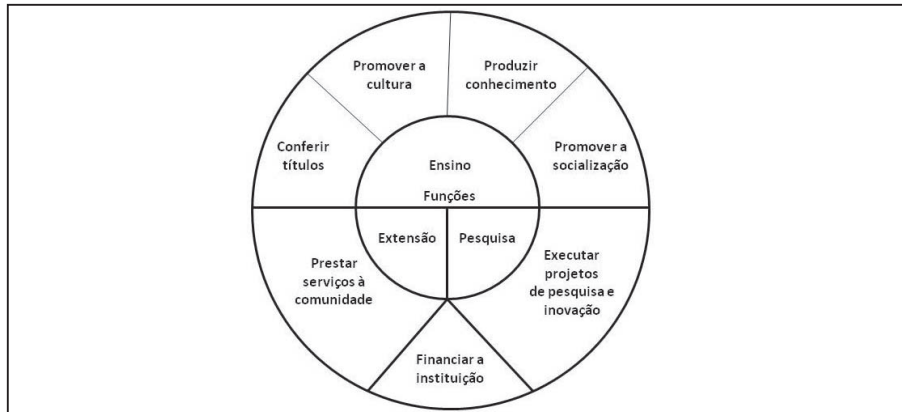 Promover a
cultura
Produzir
conhecimento
Conferir
títulos
Ensino
Promover a
socialização
Funções
Extensão
Pesquisa
Prestar
serviços à
comunidade
Executar
projetos
de pesquisa e
inovação
Financiar a
instituição